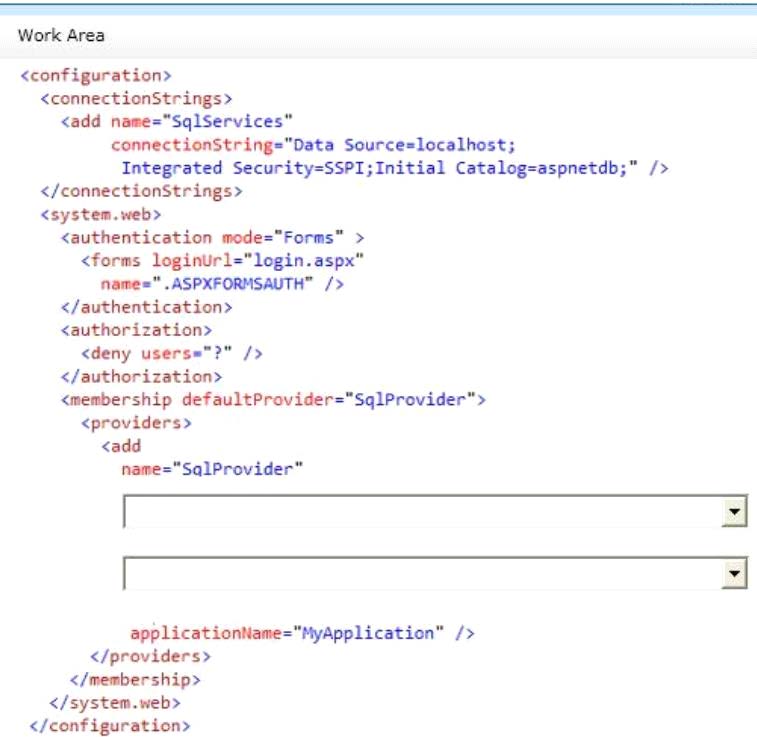 Work Area
<configuration>
<connectionStrings>
<add name="SqlServices"
connectionString="Data Source=localhost;
Integrated Security=SSPI;Initial Catalog=aspnetdb;" />
</connectionStrings>
<system.web>
<authentication mode="Forms" >
<forms loginUrl="login.aspx"
name=".ASPXFORMSAUTH" />
</authentication>
<authorization>
<deny users="?" />
</authorization>
<membership defaultProvider="SqlProvider">
<providers>
<add
name="SqlProvider"
applicationName="MyApplication" />
</providers>
</membership>
</system.web>
</configuration>